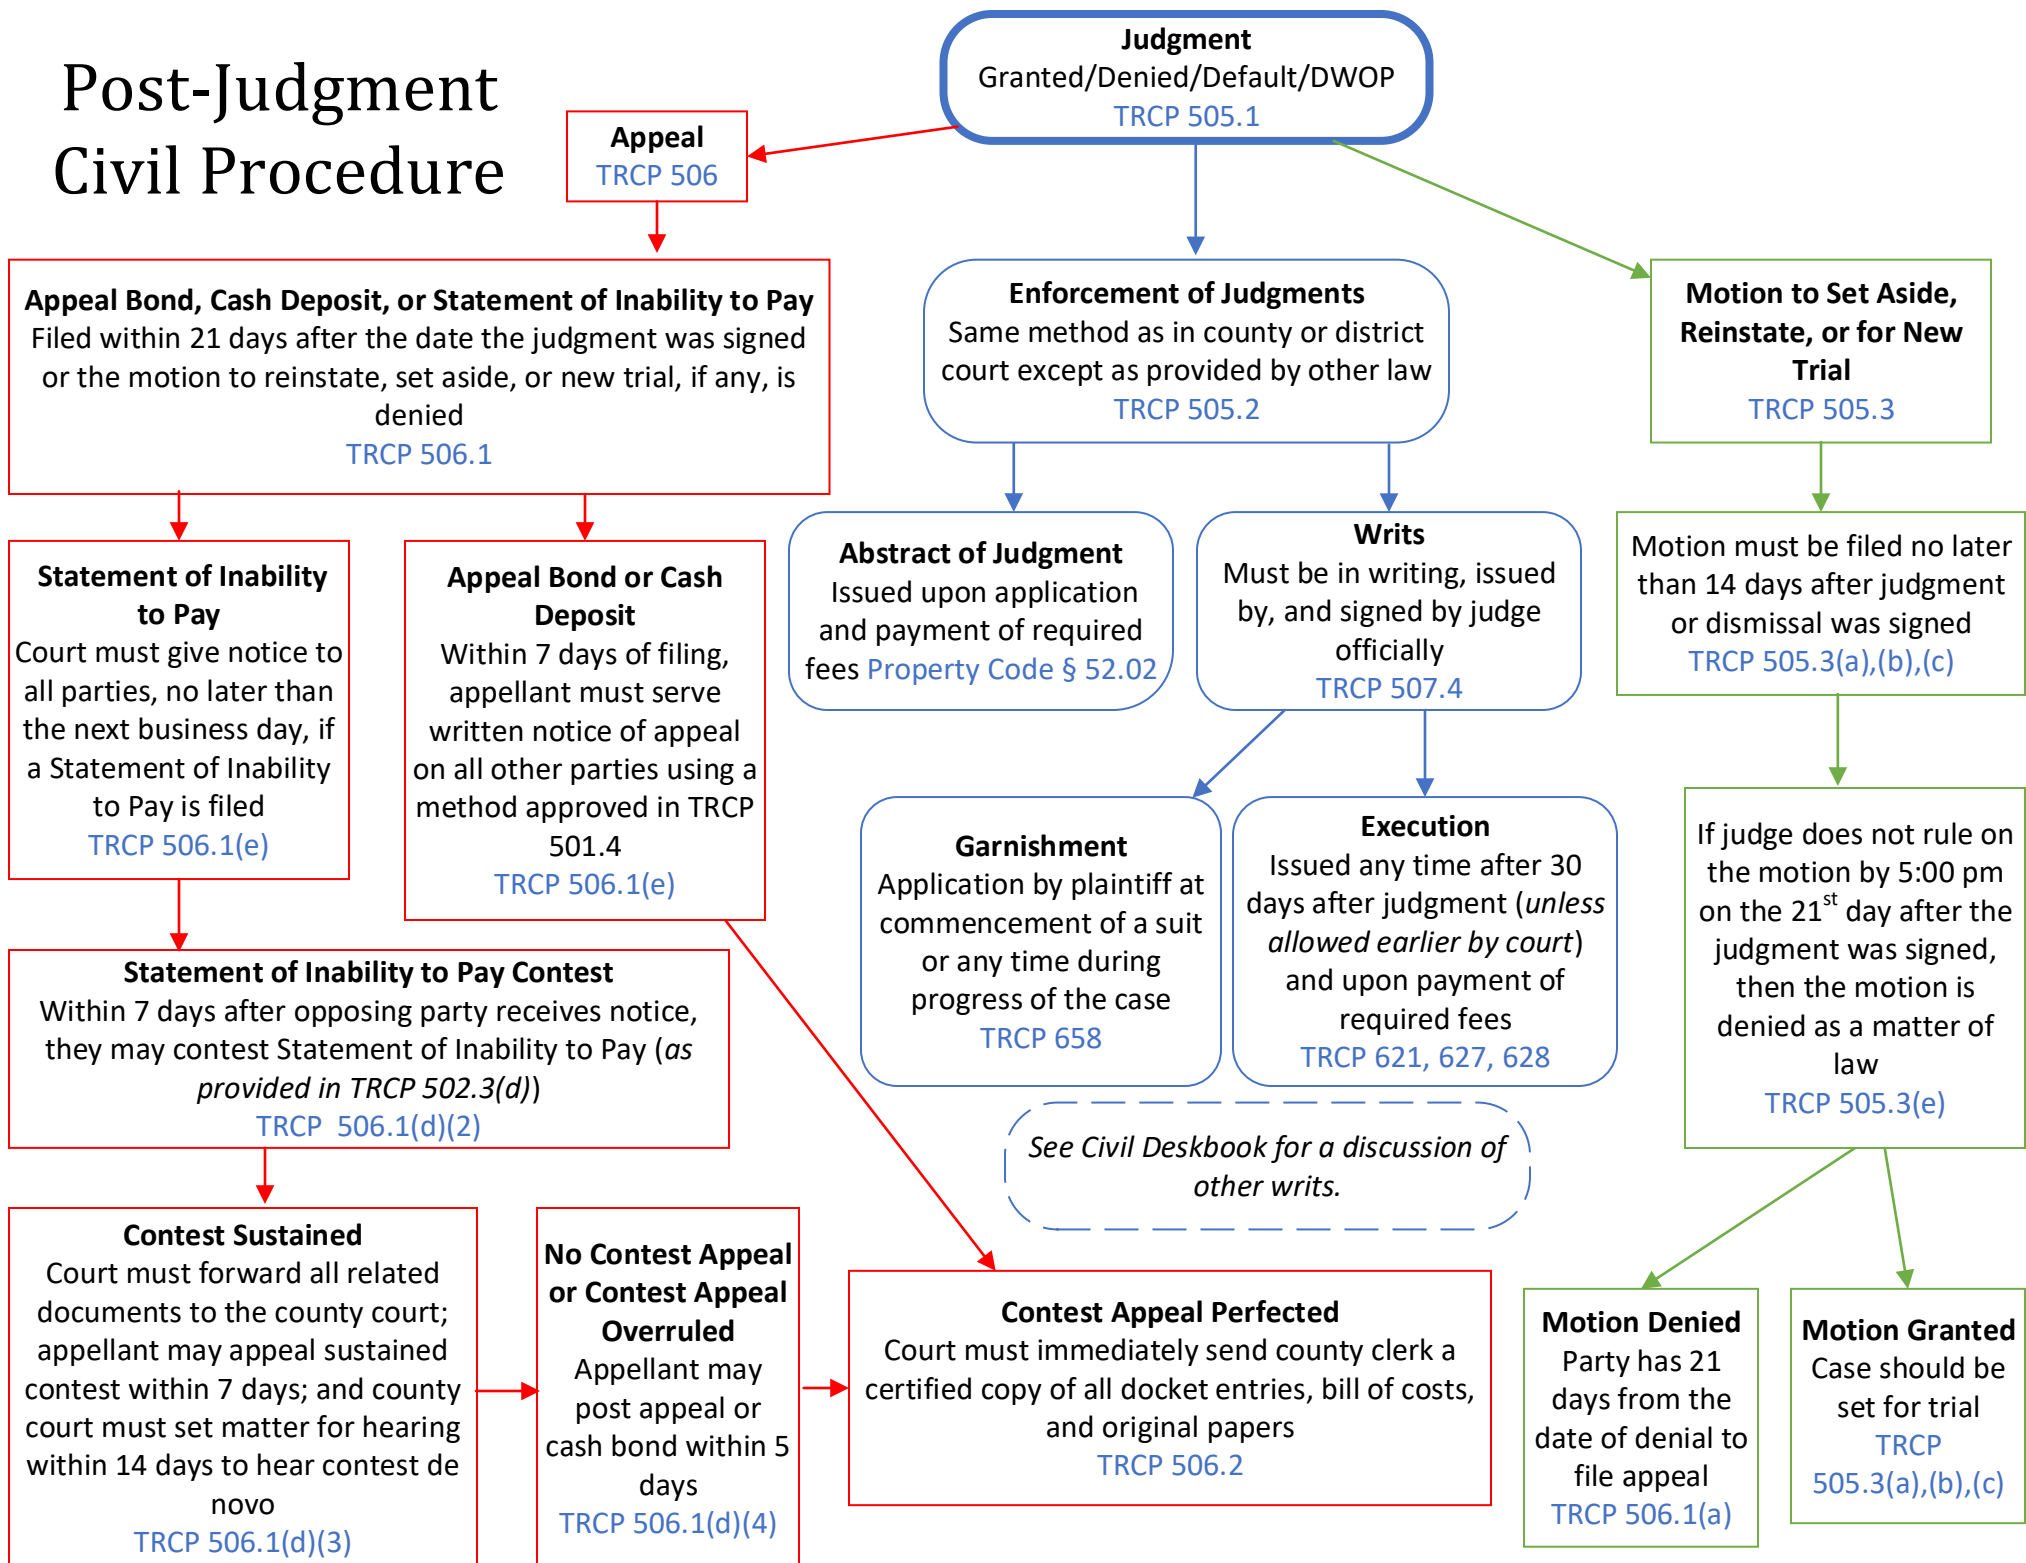 Post-Judgment
Civil Procedure
Judgment
Granted/Denied/Default/DWOP
TRCP 505.1
Appeal
TRCP 506
Appeal Bond, Cash Deposit, or Statement of Inability to Pay
Filed within 21 days after the date the judgment was signed
or the motion to reinstate, set aside, or new trial, if any, is
denied
TRCP 506.1
Enforcement of Judgments
Same method as in county or district
court except as provided by other law
TRCP 505.2
Motion to Set Aside,
Reinstate, or for New
Trial
TRCP 505.3
Statement of Inability
to Pay
Court must give notice to
all parties, no later than
the next business day, if
a Statement of Inability
to Pay is filed
TRCP 506.1(e)
Appeal Bond or Cash
Deposit
Within 7 days of filing,
appellant must serve
written notice of appeal
on all other parties using a
method approved in TRCP
501.4
TRCP 506.1(e)
Abstract of Judgment
Issued upon application
and payment of required
fees Property Code § 52.02
Writs
Must be in writing, issued
by, and signed by judge
officially
TRCP 507.4
Motion must be filed no later
than 14 days after judgment
or dismissal was signed
TRCP 505.3(a),(b),(c)
Garnishment
Application by plaintiff at
commencement of a suit
or any time during
progress of the case
TRCP 658
Execution
Issued any time after 30
days after judgment (unless
allowed earlier by court)
and upon payment of
required fees
TRCP 621, 627, 628
If judge does not rule on
the motion by 5:00 pm
on the 21st day after the
judgment was signed,
then the motion is
denied as a matter of
law
TRCP 505.3(e)
Statement of Inability to Pay Contest
Within 7 days after opposing party receives notice,
they may contest Statement of Inability to Pay (as
provided in TRCP 502.3(d))
TRCP  506.1(d)(2)
See Civil Deskbook for a discussion of
other writs.
Contest Sustained
Court must forward all related
documents to the county court;
appellant may appeal sustained
contest within 7 days; and county
court must set matter for hearing
within 14 days to hear contest de
novo
TRCP 506.1(d)(3)
No Contest Appeal
or Contest Appeal
Overruled
Appellant may
post appeal or
cash bond within 5
days
TRCP 506.1(d)(4)
Contest Appeal Perfected
Court must immediately send county clerk a
certified copy of all docket entries, bill of costs,
and original papers
TRCP 506.2
Motion Denied
Party has 21
days from the
date of denial to
file appeal
TRCP 506.1(a)
Motion Granted
Case should be
set for trial
TRCP
505.3(a),(b),(c)